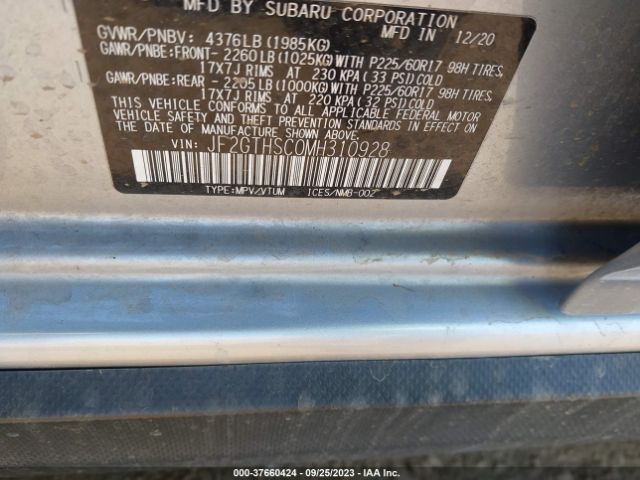 MFD BY SUBARU CORPORATION
GVWR/PNBV: 4376LB(1985KG) MFD IN 12/20
GAWR/PNBE:FRONT- 2260LB(1025KG)WITH P225/60R17 98H TIRES,
17X7J RIMS AT 230 KPA(33 PSI)COLD
GAWR/PNBE:REAR - 2205LB(1000KG)WITH P225/60R17 98H TIRES,
17X7J RIMS AT 220 KPA(32 PSI)COLD
THIS VEHICLE CONFORMS TO ALL APPLICABLE FEDERAL MOTOR
VEHICLE SAFETY AND THEFT PREVENTION STANDARDS IN
EFFECT ON THE DATE OF MANUFACTURE SHOWN ABOVE.
VIN: JF2GTHSC0MH310928
TYPE:MPV/VTUM ICES/NMB-002
000-37660424 / 09/25/2023 / IAA Inc.